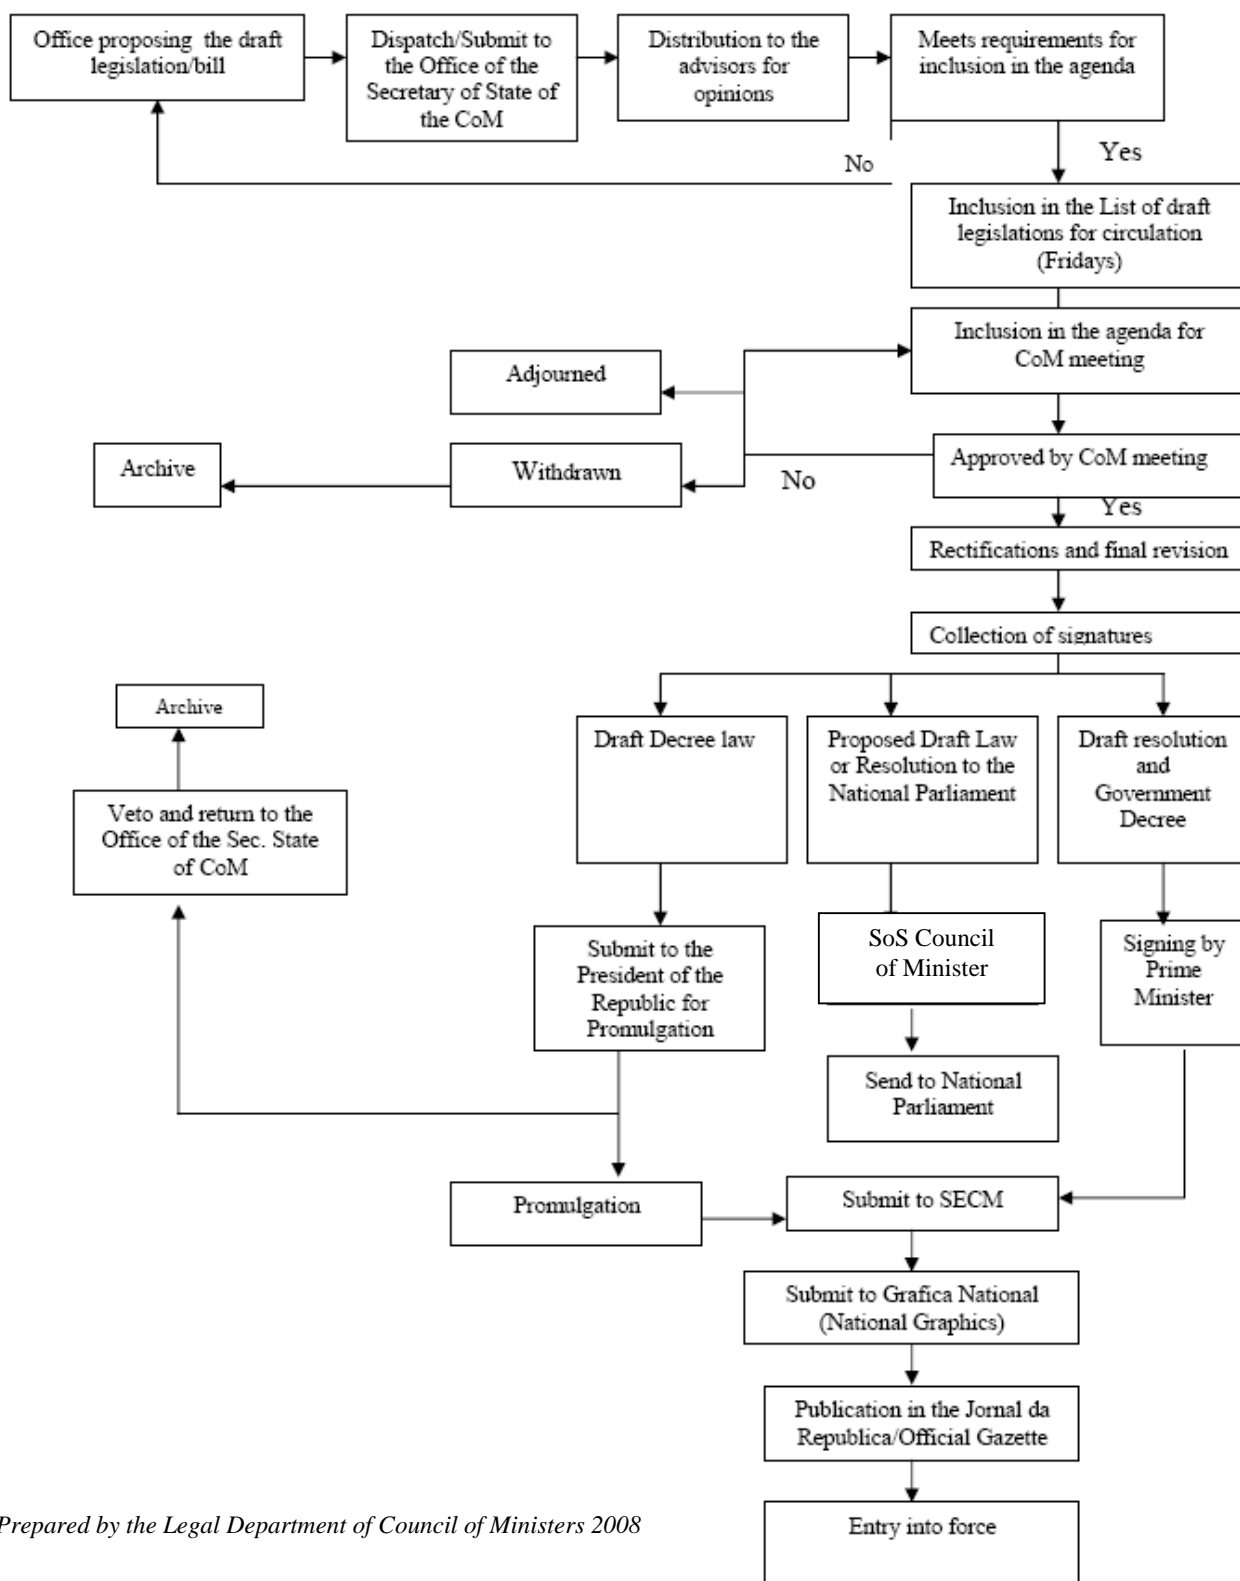 Office proposing the draft
legislation/bill
Dispatch/Submit to
the Office of the
Secretary of State of
the CoM
Distribution to the
advisors for
opinions
Meets requirements for
inclusion in the agenda
No
Yes
Inclusion in the List of draft
legislations for circulation
(Fridays)
Inclusion in the agenda for
CoM meeting
Adjourned
Archive
Withdrawn
No
Approved by CoM meeting
Yes
Rectifications and final revision
Collection of signatures
Archive
Draft Decree law
Proposed Draft Law
or Resolution to the
National Parliament
Draft resolution
and
Government
Decree
Veto and return to the
Office of the Sec. State
of CoM
Submit to the
President of the
Republic for
Promulgation
SoS Council
of Minister
Signing by
Prime
Minister
Send to National
Parliament
Promulgation
Submit to SECM
Submit to Grafica National
(National Graphics)
Publication in the Jornal da
Republica/Official Gazette
Entry into force
Prepared by the Legal Department of Council of Ministers 2008